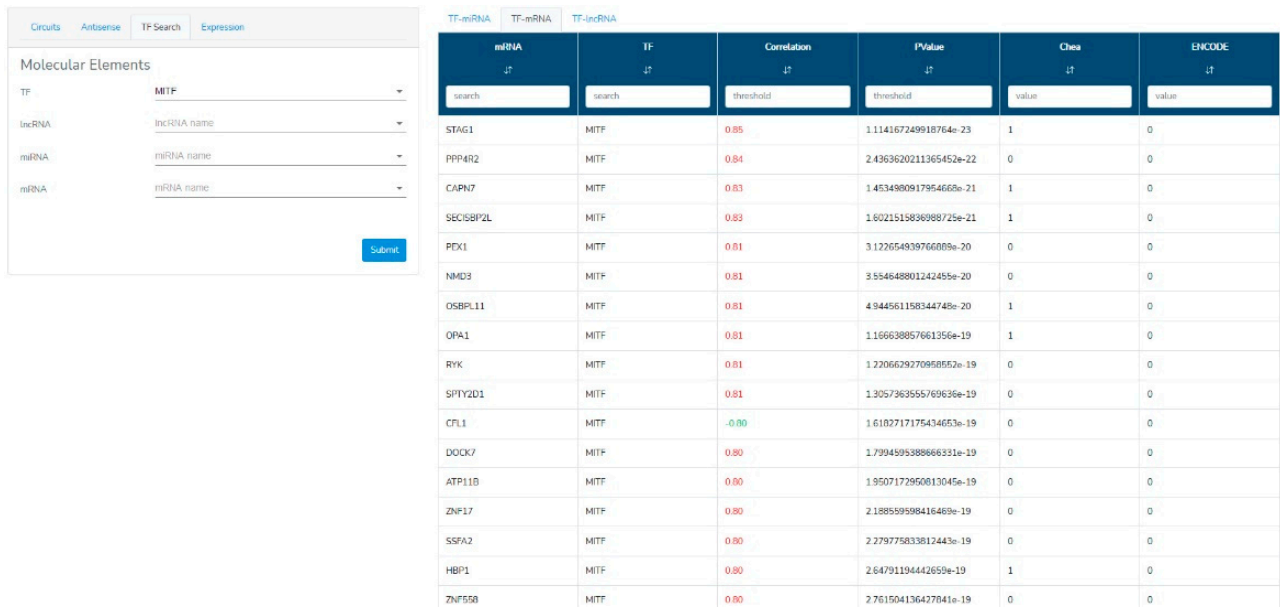 Circuits Antisense TF Search Expression
Molecular Elements
TF MITF
lncRNA lncRNA name
miRNA miRNA name
mRNA mRNA name
Submit
TF-miRNA TF-mRNA TF-lncRNA
mRNA TF Correlation PValue Chea ENCODE
search search threshold threshold value value
STAG1 MITF 0.85 1.114167249918764e-23 1 0
PPP4R2 MITF 0.84 2.4363620211365452e-22 0 0
CAPN7 MITF 0.83 1.4534980917954668e-21 1 0
SECISBP2L MITF 0.83 1.6021515836988725e-21 1 0
PEX1 MITF 0.81 3.122654939766889e-20 0 0
NMD3 MITF 0.81 3.554648801242455e-20 0 0
OSBPL11 MITF 0.81 4.944561158344748e-20 1 0
OPA1 MITF 0.81 1.166638857661356e-19 1 0
RYK MITF 0.81 1.2206629270958552e-19 0 0
SPTY2D1 MITF 0.81 1.3057363555769636e-19 0 0
CFL1 MITF -0.80 1.6182717175434653e-19 0 0
DOCK7 MITF 0.80 1.7994595388666331e-19 0 0
ATP11B MITF 0.80 1.9507172950813045e-19 0 0
ZNF17 MITF 0.80 2.188559598416469e-19 0 0
SSFA2 MITF 0.80 2.279775833812443e-19 0 0
HBP1 MITF 0.80 2.64791194442659e-19 1 0
ZNF558 MITF 0.80 2.761504136427841e-19 0 0